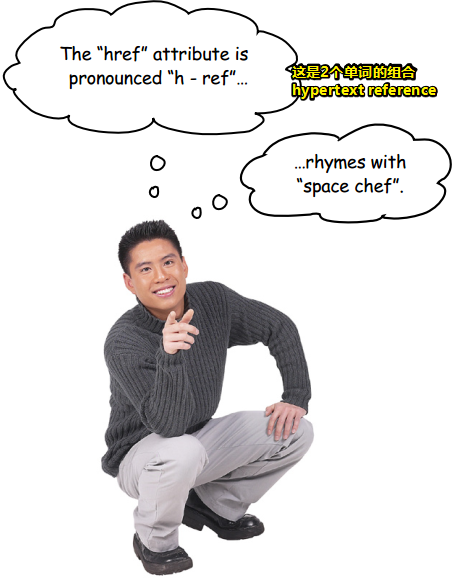 The “href” attribute is
pronounced “h - ref”…
这是2个单词的组合
hypertext reference
…rhymes with
“space chef”.